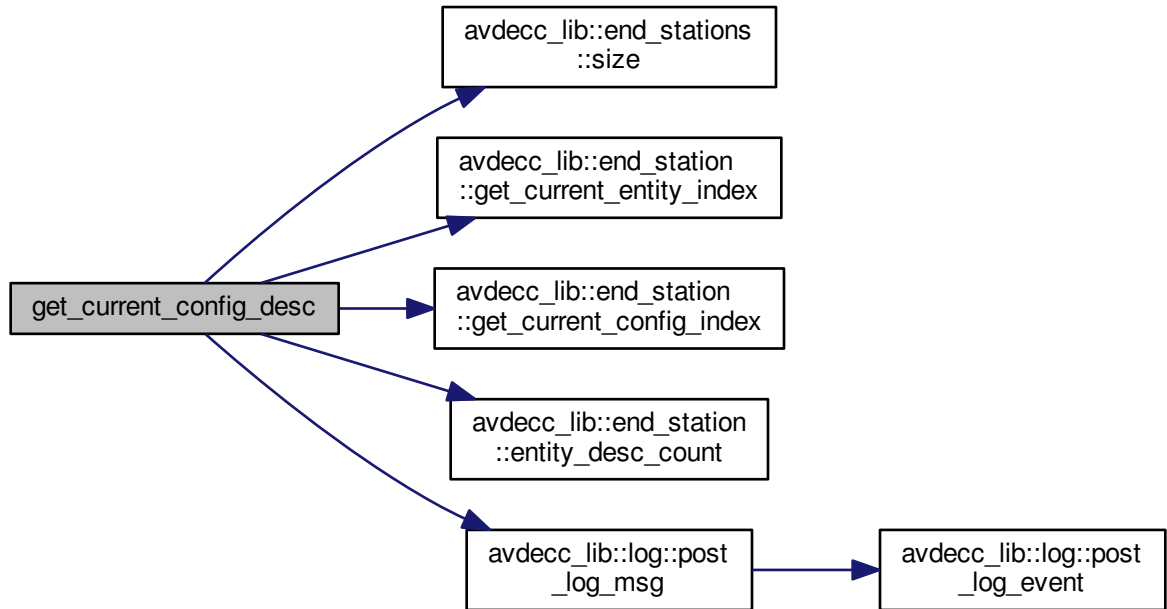 avdecc_lib::end_stations
::size
avdecc_lib::end_station
::get_current_entity_index
get_current_config_desc
avdecc_lib::end_station
::get_current_config_index
avdecc_lib::end_station
::entity_desc_count
avdecc_lib::log::post
_log_msg
avdecc_lib::log::post
_log_event